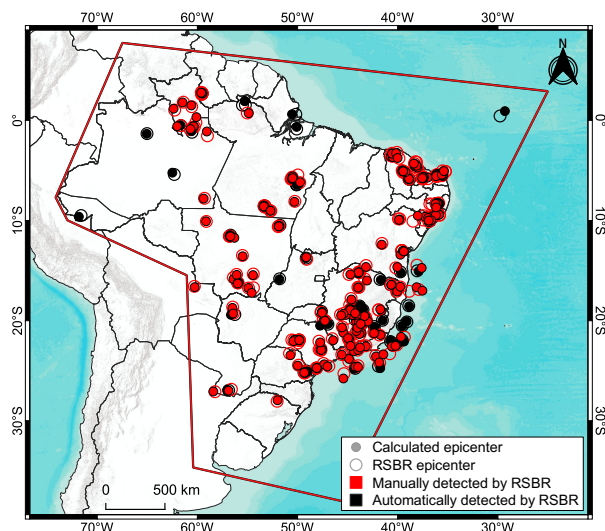 70°W 60°W 50°W 40°W 30°W
N
0° 0°
10°S 10°S
20°S 20°S
30°S 30°S
Calculated epicenter
RSBR epicenter
Manually detected by RSBR
Automatically detected by RSBR
0 500 km
70°W 60°W 50°W 40°W 30°W